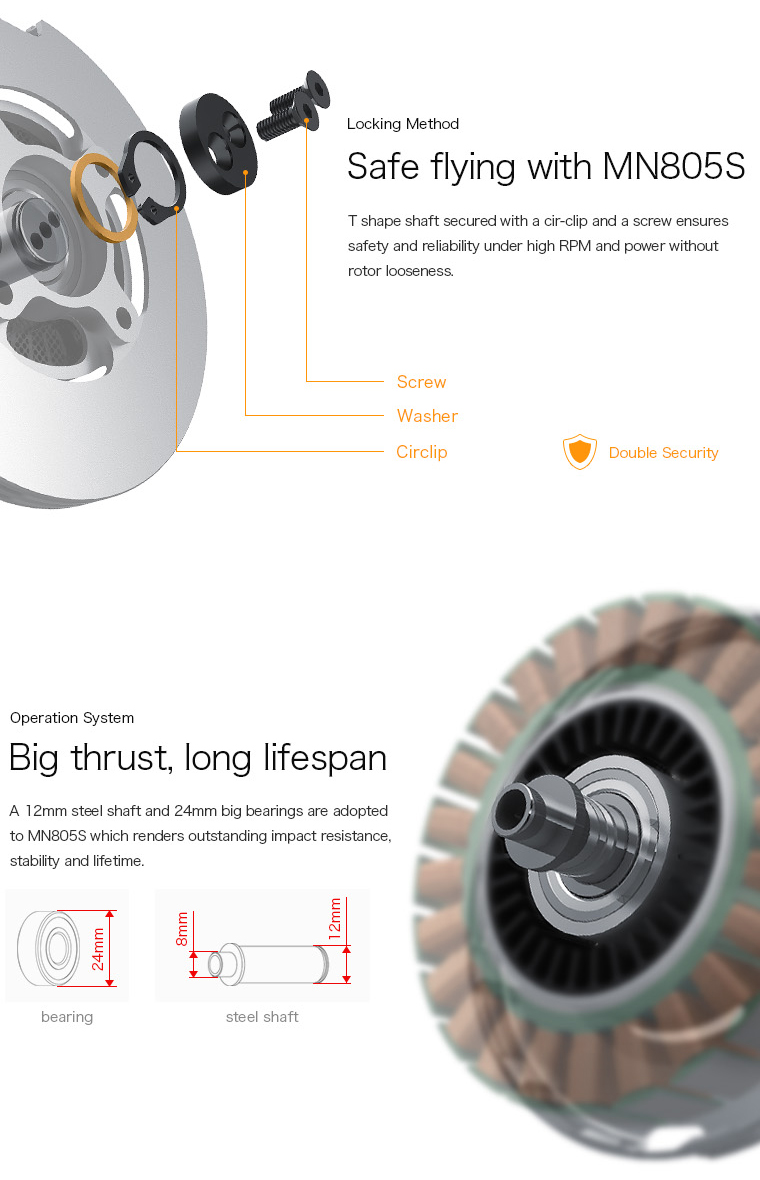 Locking Method
Safe flying with MN805S
T shape shaft secured with a cir-clip and a screw ensures
safety and reliability under high RPM and power without
rotor looseness.
Screw
Washer
Circlip
Double Security
Operation System
Big thrust, long lifespan
A 12mm steel shaft and 24mm big bearings are adopted
to MN805S which renders outstanding impact resistance,
stability and lifetime.
24mm
8mm
12mm
bearing
steel shaft